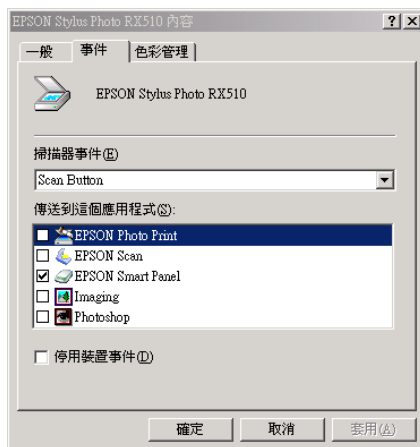 EPSON Stylus Photo RX510 內容
一般 事件 色彩管理
EPSON Stylus Photo RX510
掃描器事件(E)
Scan Button
傳送到這個應用程式(S):
EPSON Photo Print
EPSON Scan
EPSON Smart Panel
Imaging
Photoshop
停用裝置事件(D)
確定 取消 套用(A)